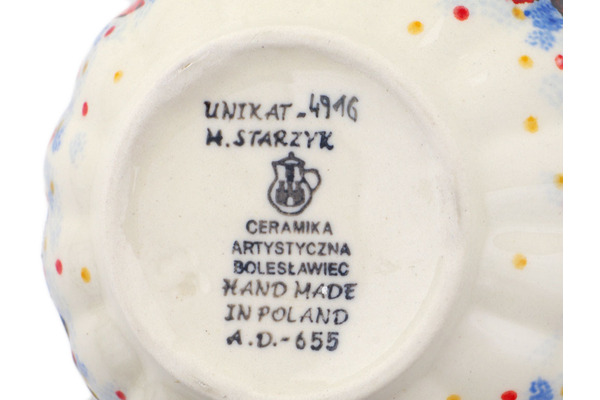 UNIKAT-4916
M. STARZYK
CERAMIKA
ARTYSTYCZNA
BOLESŁAWIEC
HAND MADE
IN POLAND
A.D.-655